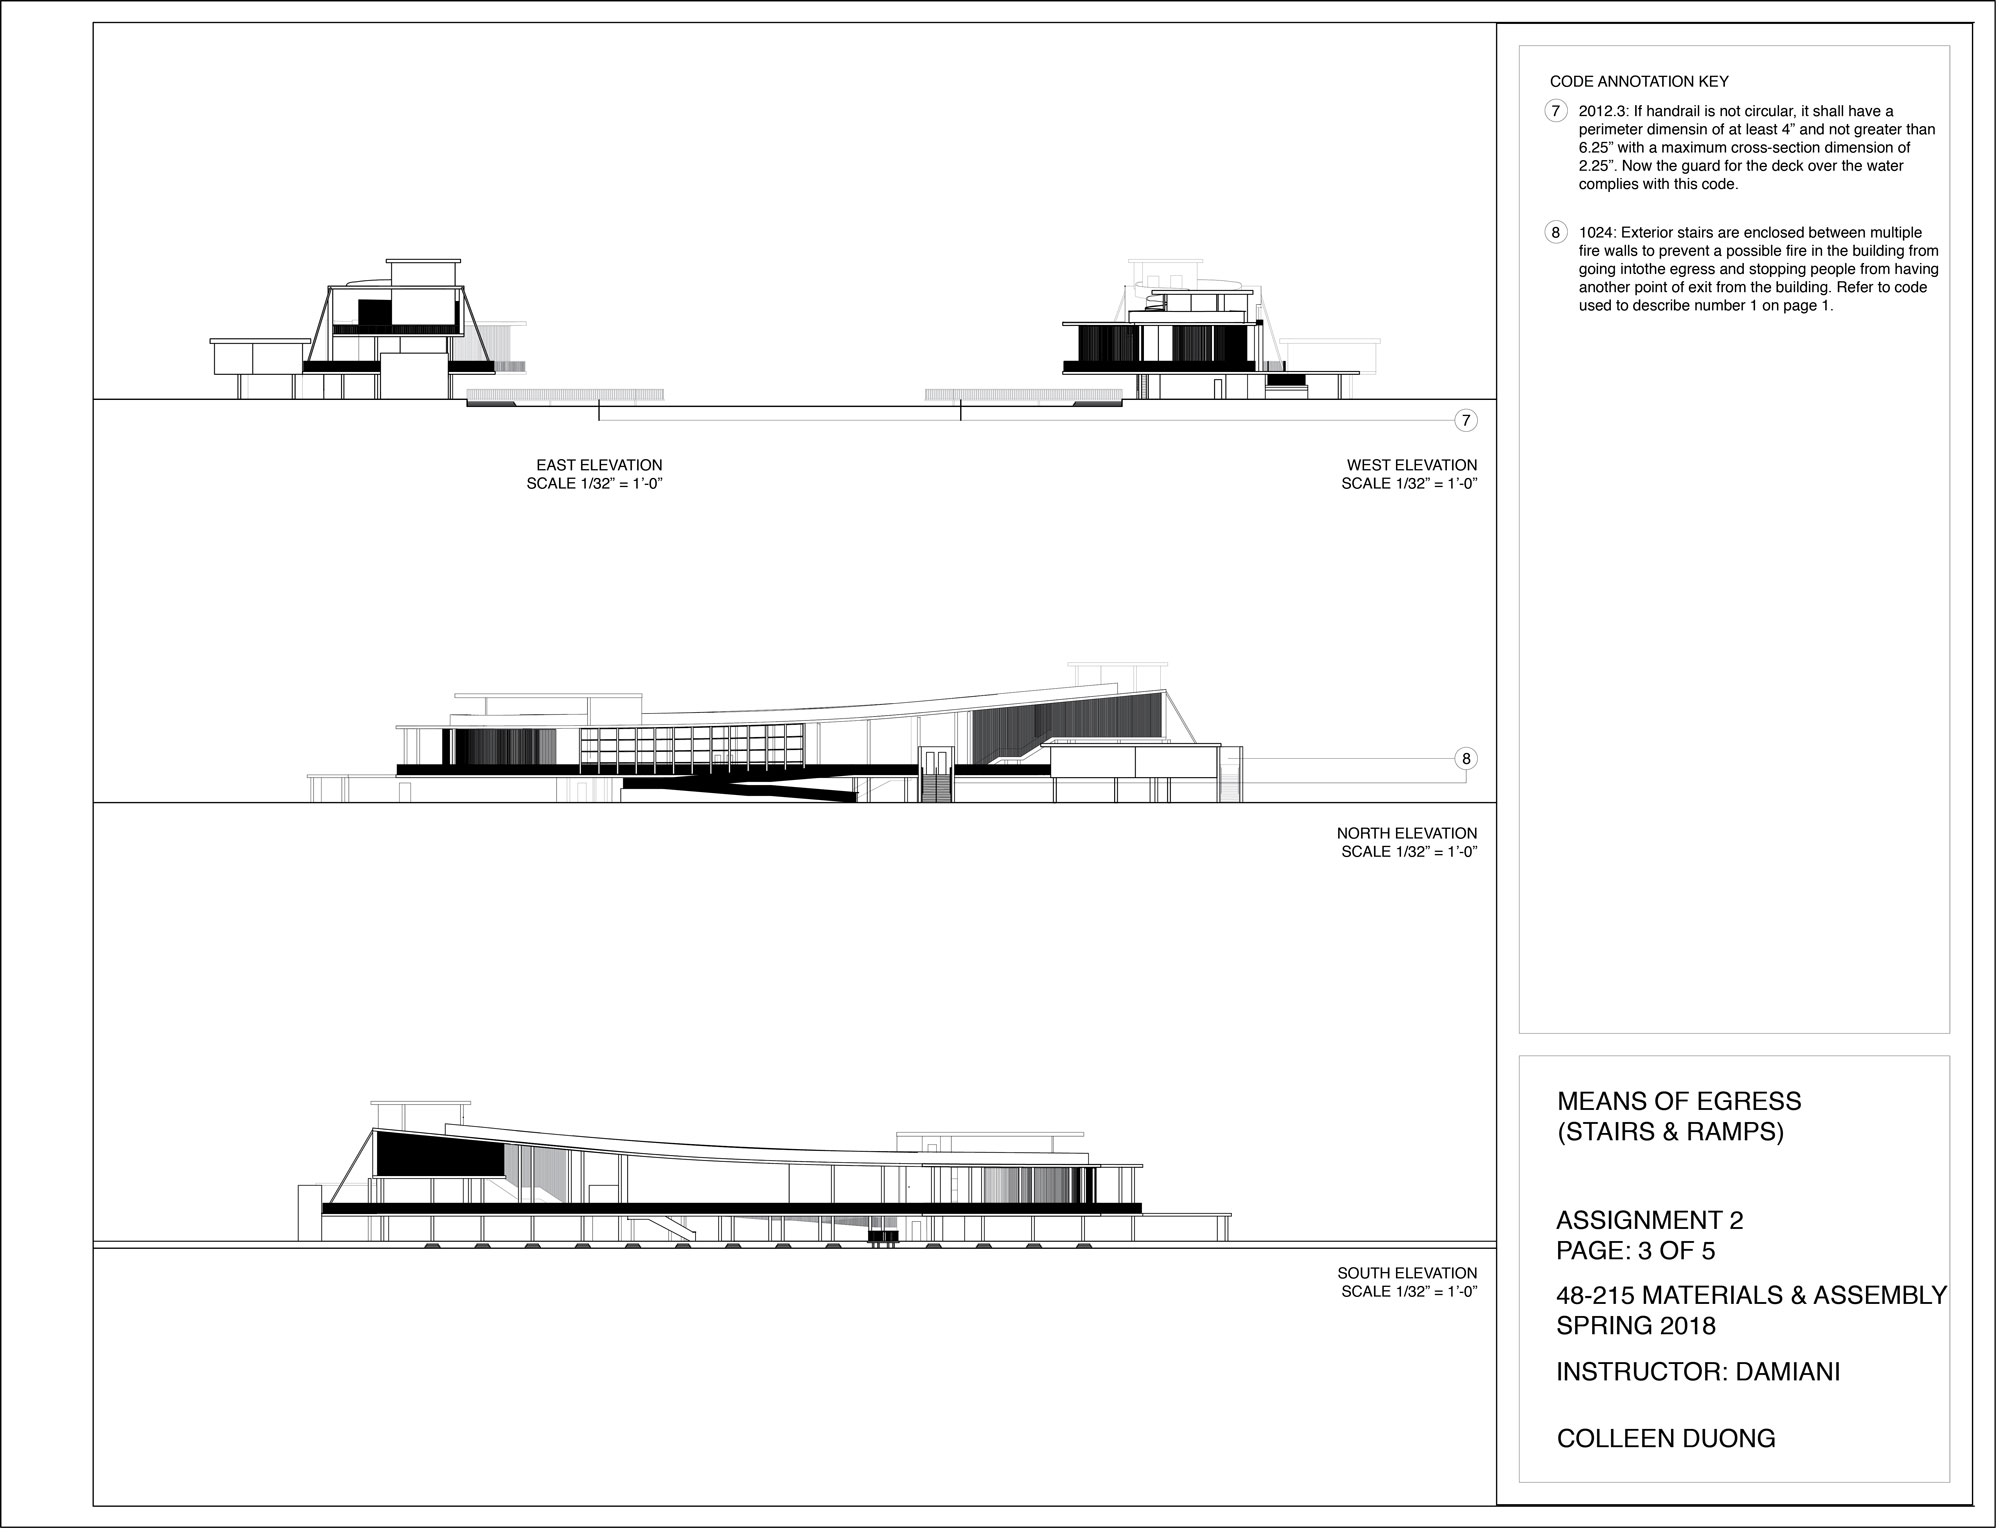 CODE ANNOTATION KEY
7 2012.3: If handrail is not circular, it shall have a
perimeter dimensin of at least 4” and not greater than
6.25” with a maximum cross-section dimension of
2.25”. Now the guard for the deck over the water
complies with this code.
8 1024: Exterior stairs are enclosed between multiple
fire walls to prevent a possible fire in the building from
going intothe egress and stopping people from having
another point of exit from the building. Refer to code
used to describe number 1 on page 1.
7
EAST ELEVATION
SCALE 1/32” = 1’-0”
WEST ELEVATION
SCALE 1/32” = 1’-0”
8
NORTH ELEVATION
SCALE 1/32” = 1’-0”
SOUTH ELEVATION
SCALE 1/32” = 1’-0”
MEANS OF EGRESS
(STAIRS & RAMPS)
ASSIGNMENT 2
PAGE: 3 OF 5
48-215 MATERIALS & ASSEMBLY
SPRING 2018
INSTRUCTOR: DAMIANI
COLLEEN DUONG